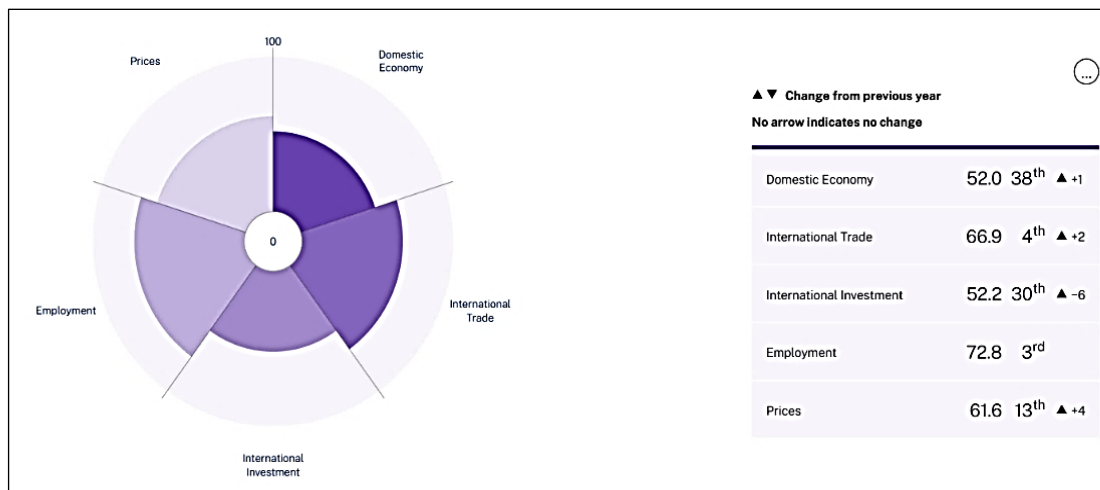 100
Prices
Domestic
Economy
0
Employment
International
Trade
International
Investment
...
▲ ▼ Change from previous year
No arrow indicates no change
Domestic Economy 52.0 38th ▲ +1
International Trade 66.9 4th ▲ +2
International Investment 52.2 30th ▲ -6
Employment 72.8 3rd
Prices 61.6 13th ▲ +4